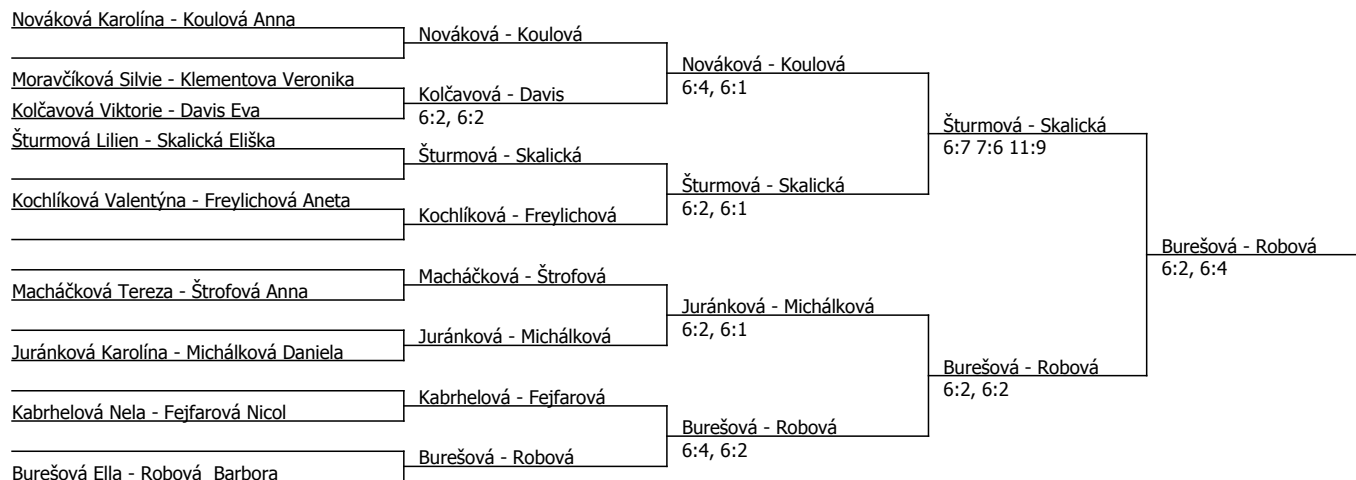 Nováková Karolína - Koulová Anna
Moravčíková Silvie - Klementova Veronika
Kolčavová Viktorie - Davis Eva
Šturmová Lilien - Skalická Eliška
Kochlíková Valentýna - Freylichová Aneta
Macháčková Tereza - Štrofová Anna
Juránková Karolína - Michálková Daniela
Kabrhelová Nela - Fejfarová Nicol
Burešová Ella - Robová  Barbora
Nováková - Koulová
Kolčavová - Davis
6:2, 6:2
Šturmová - Skalická
Kochlíková - Freylichová
Macháčková - Štrofová
Juránková - Michálková
Kabrhelová - Fejfarová
Burešová - Robová
Nováková - Koulová
6:4, 6:1
Šturmová - Skalická
6:2, 6:1
Juránková - Michálková
6:2, 6:1
Burešová - Robová
6:4, 6:2
Šturmová - Skalická
6:7 7:6 11:9
Burešová - Robová
6:2, 6:2
Burešová - Robová
6:2, 6:4